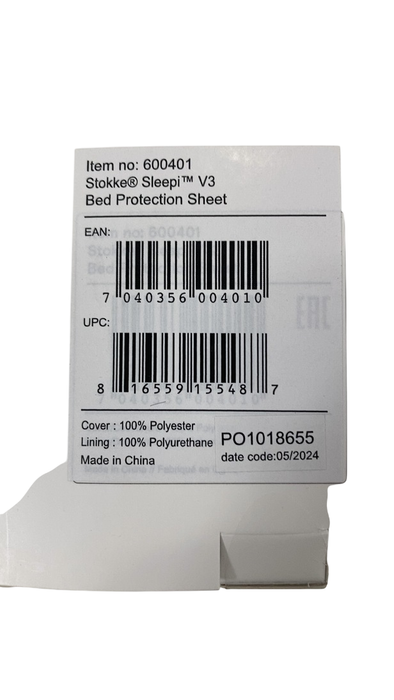 Item no: 600401
Stokke® Sleepi™ V3
Bed Protection Sheet
EAN:
7 040356 004010
UPC:
8 16559 15548 7
Cover : 100% Polyester
Lining : 100% Polyurethane
Made in China
PO1018655
date code:05/2024
EAC